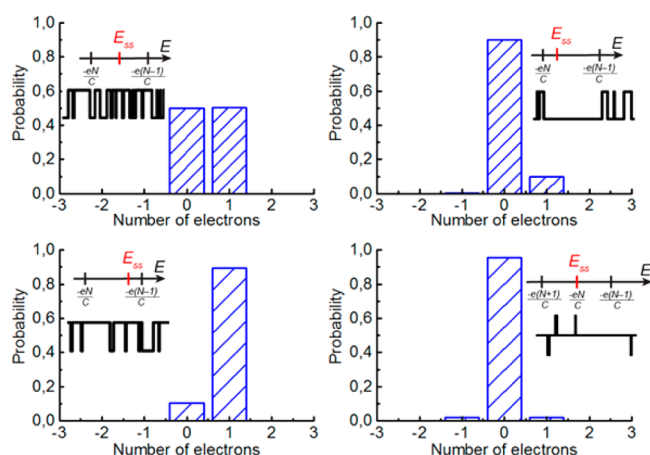 Probability
1,0
0,8
0,6
0,4
0,2
0,0
-3 -2 -1 0 1 2 3
Number of electrons
E_ss
E
-eN
C
-e(N-1)
C
Probability
1,0
0,8
0,6
0,4
0,2
0,0
-3 -2 -1 0 1 2 3
Number of electrons
E_ss
E
-eN
C
-e(N-1)
C
Probability
1,0
0,8
0,6
0,4
0,2
0,0
-3 -2 -1 0 1 2 3
Number of electrons
E_ss
E
-eN
C
-e(N-1)
C
Probability
1,0
0,8
0,6
0,4
0,2
0,0
-3 -2 -1 0 1 2 3
Number of electrons
E_ss
E
-e(N+1)
C
-eN
C
-e(N-1)
C